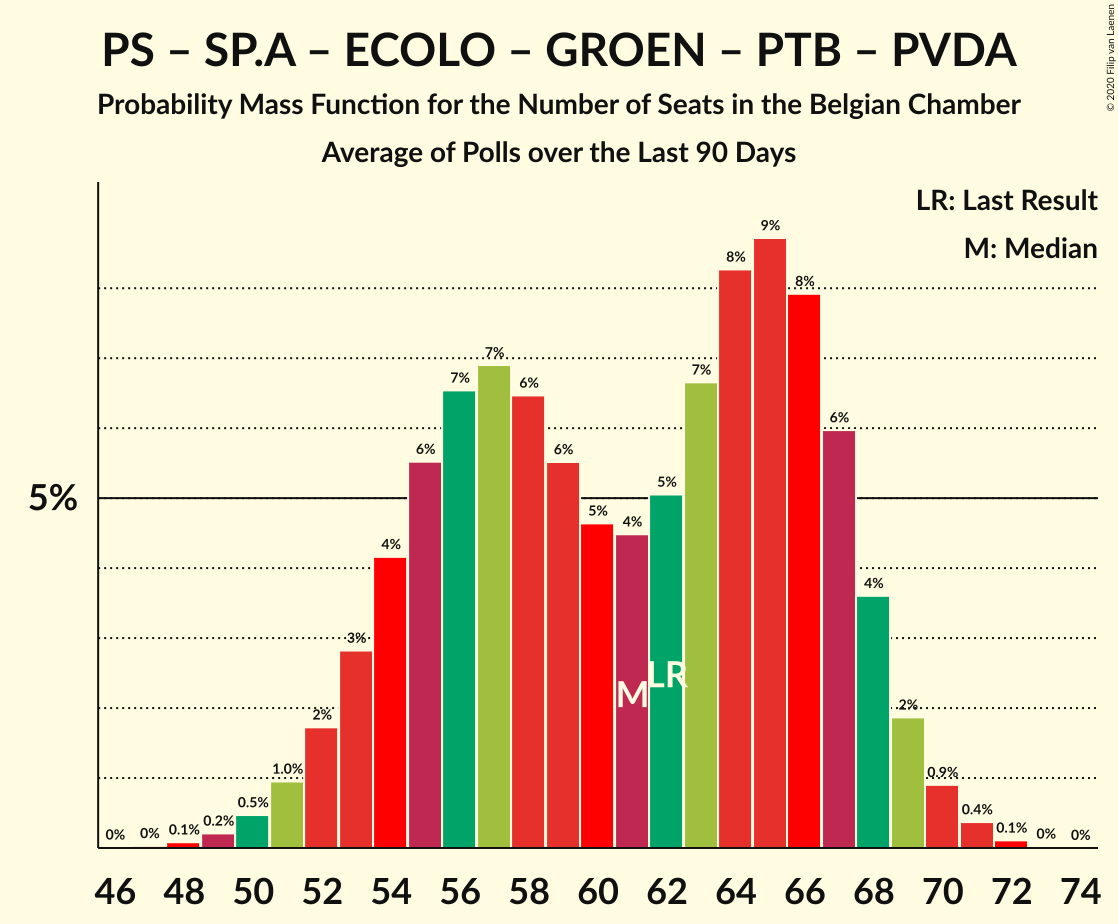 PS – SP.A – ECOLO – GROEN – PTB – PVDA
Probability Mass Function for the Number of Seats in the Belgian Chamber
Average of Polls over the Last 90 Days
© 2020 Filip van Laenen
LR: Last Result
M: Median
5%
0% 0% 0.1% 0.2% 0.5% 1.0% 2% 3% 4% 6% 7% 7% 6% 6% 5% 4% 5% 7% 8% 9% 8% 6% 4% 2% 0.9% 0.4% 0.1% 0% 0%
M LR
46 48 50 52 54 56 58 60 62 64 66 68 70 72 74